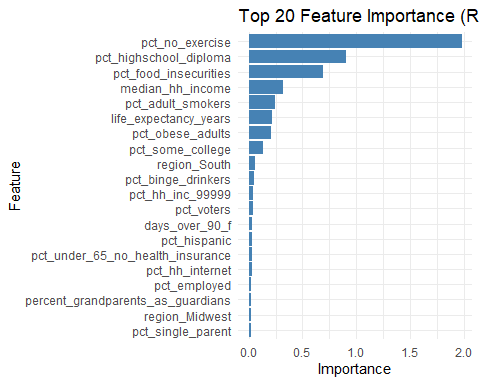 Top 20 Feature Importance (R
pct_no_exercise
pct_highschool_diploma
pct_food_insecurities
median_hh_income
pct_adult_smokers
life_expectancy_years
pct_obese_adults
pct_some_college
region_South
pct_binge_drinkers
pct_hh_inc_99999
pct_voters
days_over_90_f
pct_hispanic
pct_under_65_no_health_insurance
pct_hh_internet
pct_employed
percent_grandparents_as_guardians
region_Midwest
pct_single_parent
Feature
0.0 0.5 1.0 1.5 2.0
Importance